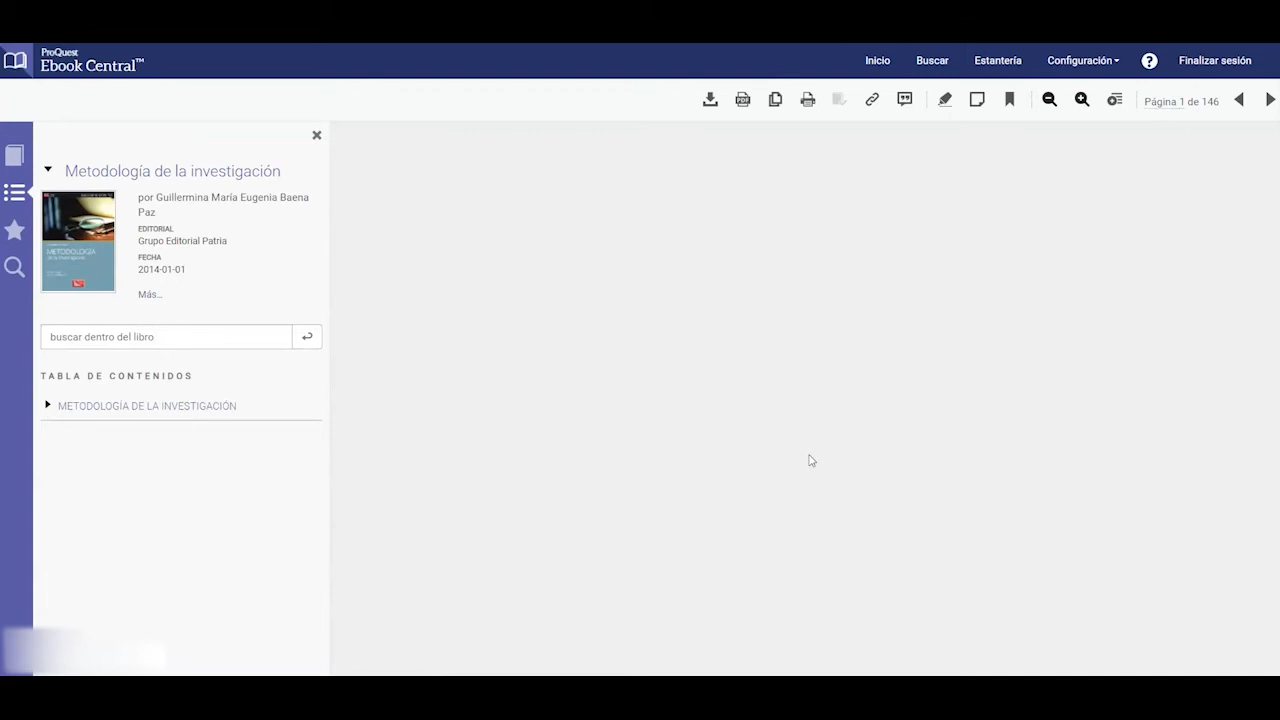 ProQuest
Ebook Central™
Inicio
Buscar
Estantería
Configuración
?
Finalizar sesión
PDF
Página 1 de 146
Metodología de la investigación
por Guillermina María Eugenia Baena
Paz
EDITORIAL
Grupo Editorial Patria
FECHA
2014-01-01
Más...
METODOLOGÍA
buscar dentro del libro
TABLA DE CONTENIDOS
METODOLOGÍA DE LA INVESTIGACIÓN